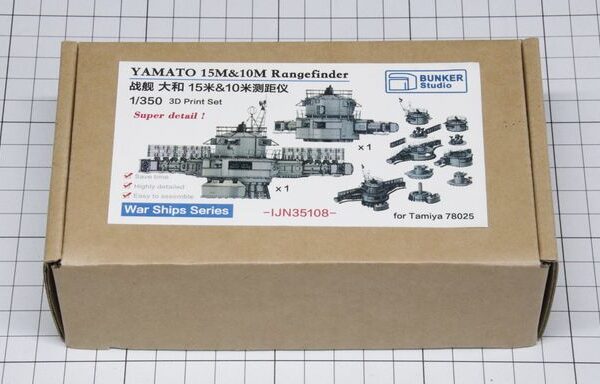 YAMATO 15M&10M Rangefinder
战舰 大和 15米&10米测距仪
1/350 3D Print Set
Super detail !
BUNKER
Studio
x 1
x 1
Save time
Highly detailed
Easy to assemble
War Ships Series
-IJN35108-
for Tamiya 78025